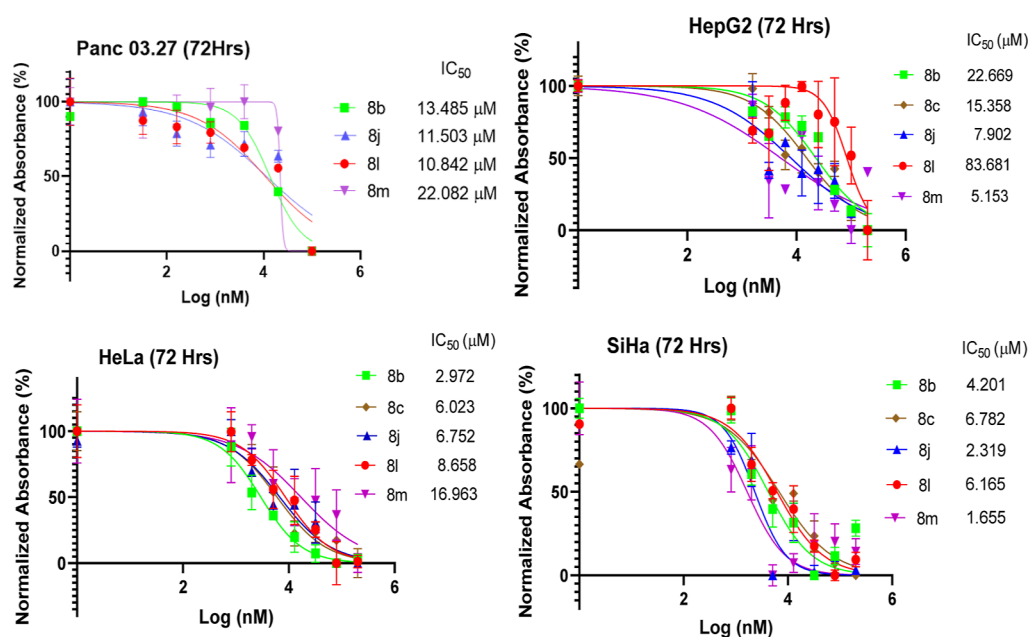 Panc 03.27 (72Hrs)
Normalized Absorbance (%)
100
50
0
2
4
6
Log (nM)
IC50
8b 13.485 μM
8j 11.503 μM
8l 10.842 μM
8m 22.082 μM
HepG2 (72 Hrs)
Normalized Absorbance (%)
100
50
0
2
4
6
Log (nM)
IC50 (μM)
8b 22.669
8c 15.358
8j 7.902
8l 83.681
8m 5.153
HeLa (72 Hrs)
Normalized Absorbance (%)
100
50
0
2
4
6
Log (nM)
IC50 (μM)
8b 2.972
8c 6.023
8j 6.752
8l 8.658
8m 16.963
SiHa (72 Hrs)
Normalized Absorbance (%)
100
50
0
2
4
6
Log (nM)
IC50 (μM)
8b 4.201
8c 6.782
8j 2.319
8l 6.165
8m 1.655